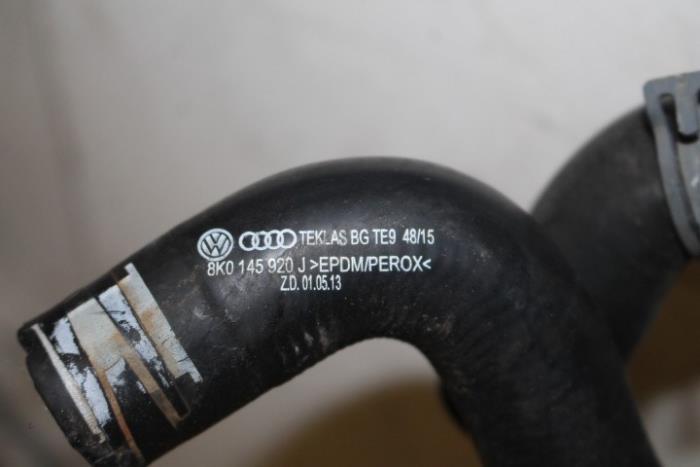 TEKLAS BG TE9 48/15
8K0 145 920 J >EPDM/PEROX<
Z.D. 01.05.13